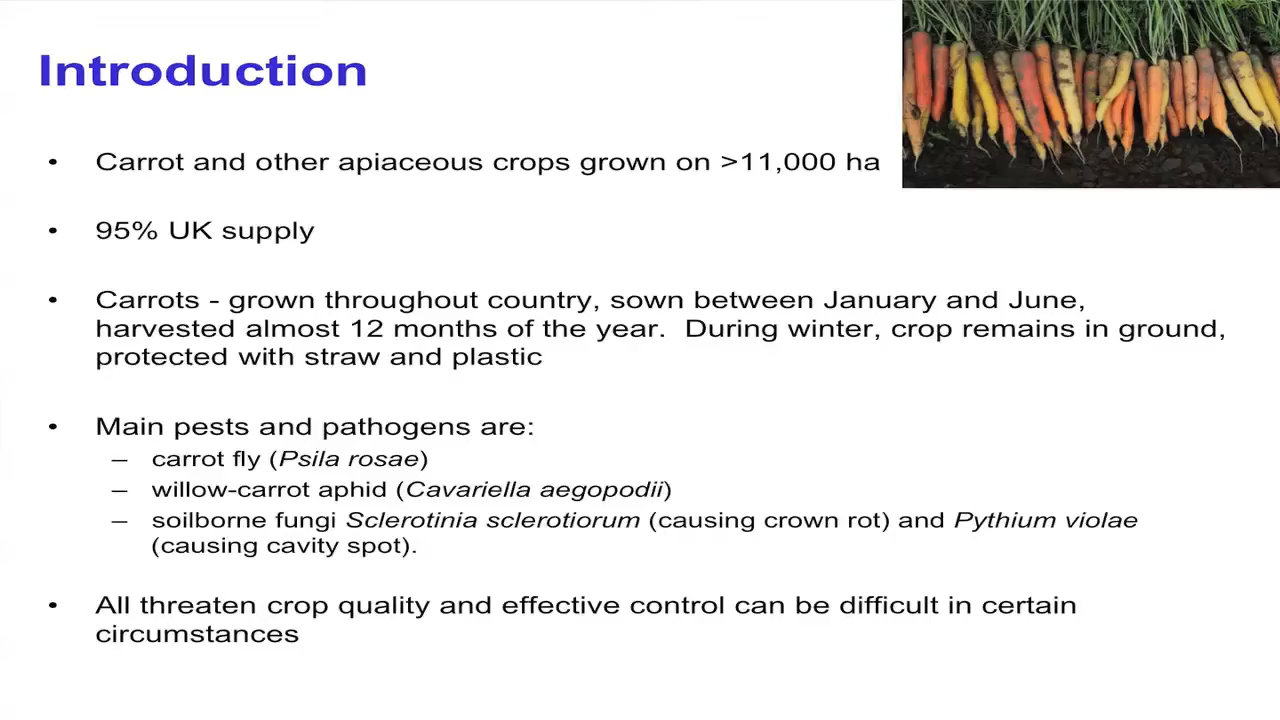 Introduction
• Carrot and other apiaceous crops grown on >11,000 ha
• 95% UK supply
• Carrots - grown throughout country, sown between January and June,
harvested almost 12 months of the year.  During winter, crop remains in ground,
protected with straw and plastic
• Main pests and pathogens are:
– carrot fly (Psila rosae)
– willow-carrot aphid (Cavariella aegopodii)
– soilborne fungi Sclerotinia sclerotiorum (causing crown rot) and Pythium violae
(causing cavity spot).
• All threaten crop quality and effective control can be difficult in certain
circumstances